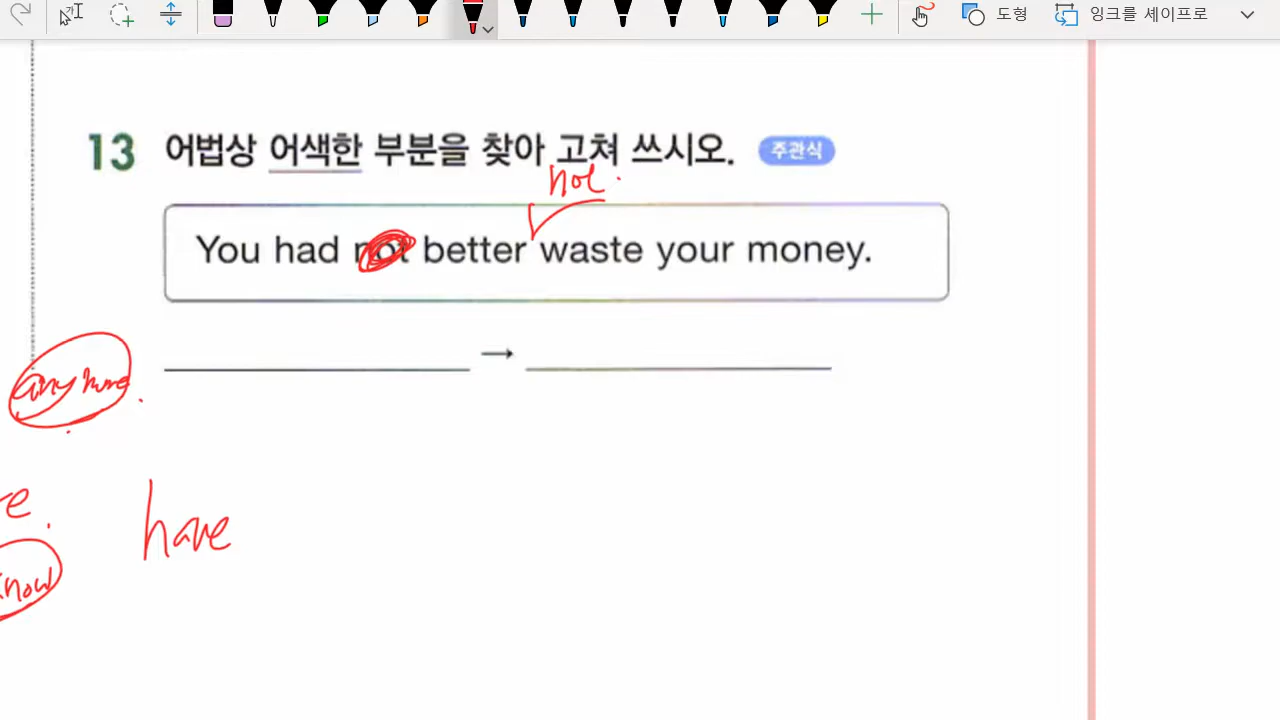 도형
잉크를 셰이프로
13 어법상 어색한 부분을 찾아 고쳐 쓰시오. 주관식
not.
You had not better waste your money.
→
have
know